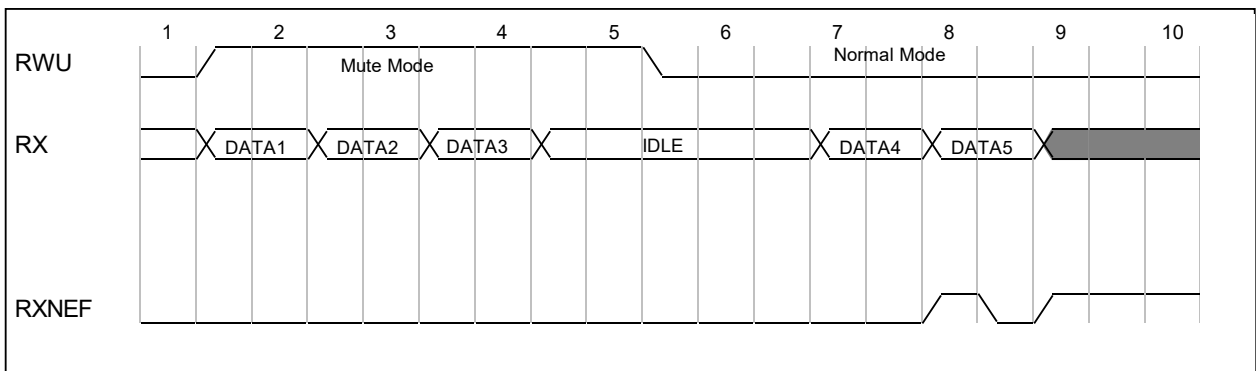 1 2 3 4 5 6 7 8 9 10
RWU Mute Mode Normal Mode
RX DATA1 DATA2 DATA3 IDLE DATA4 DATA5
RXNEF